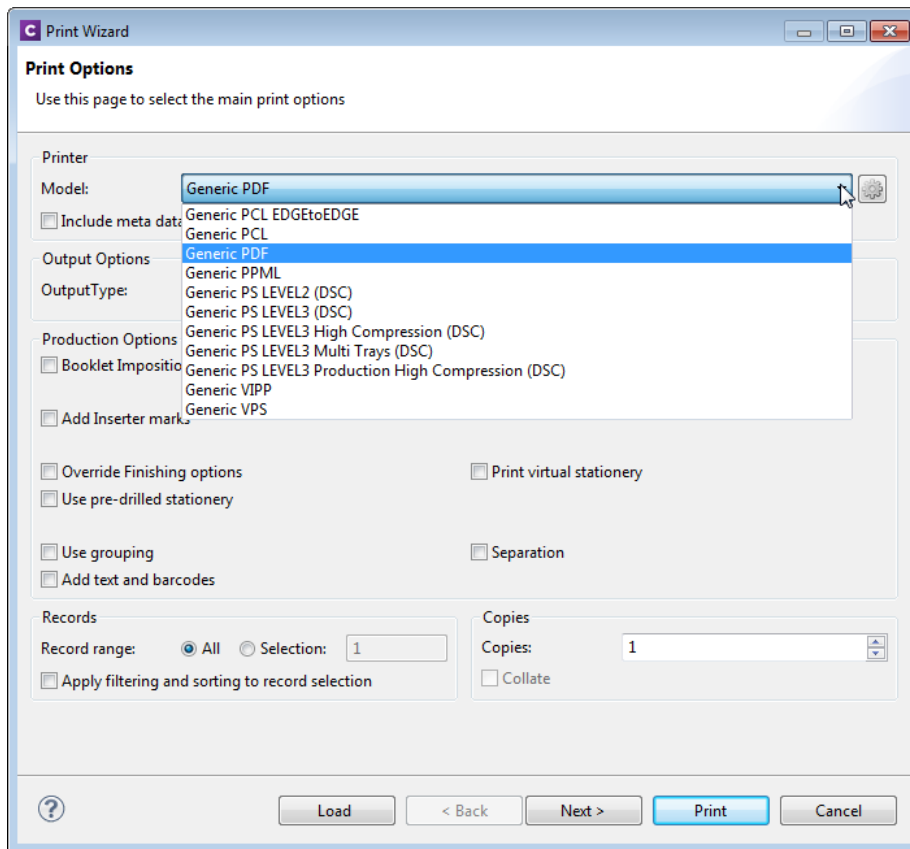 C Print Wizard
Print Options
Use this page to select the main print options
Printer
Model: Generic PDF
Include meta data
Generic PCL EDGEtoEDGE
Generic PCL
Generic PDF
Generic PPML
Generic PS LEVEL2 (DSC)
Generic PS LEVEL3 (DSC)
Generic PS LEVEL3 High Compression (DSC)
Generic PS LEVEL3 Multi Trays (DSC)
Generic PS LEVEL3 Production High Compression (DSC)
Generic VIPP
Generic VPS
Output Options
OutputType:
Production Options
Booklet Impositio
Add Inserter marks
Override Finishing options Print virtual stationery
Use pre-drilled stationery
Use grouping Separation
Add text and barcodes
Records Copies
Record range: All Selection: 1 Copies: 1
Apply filtering and sorting to record selection Collate
? Load < Back Next > Print Cancel